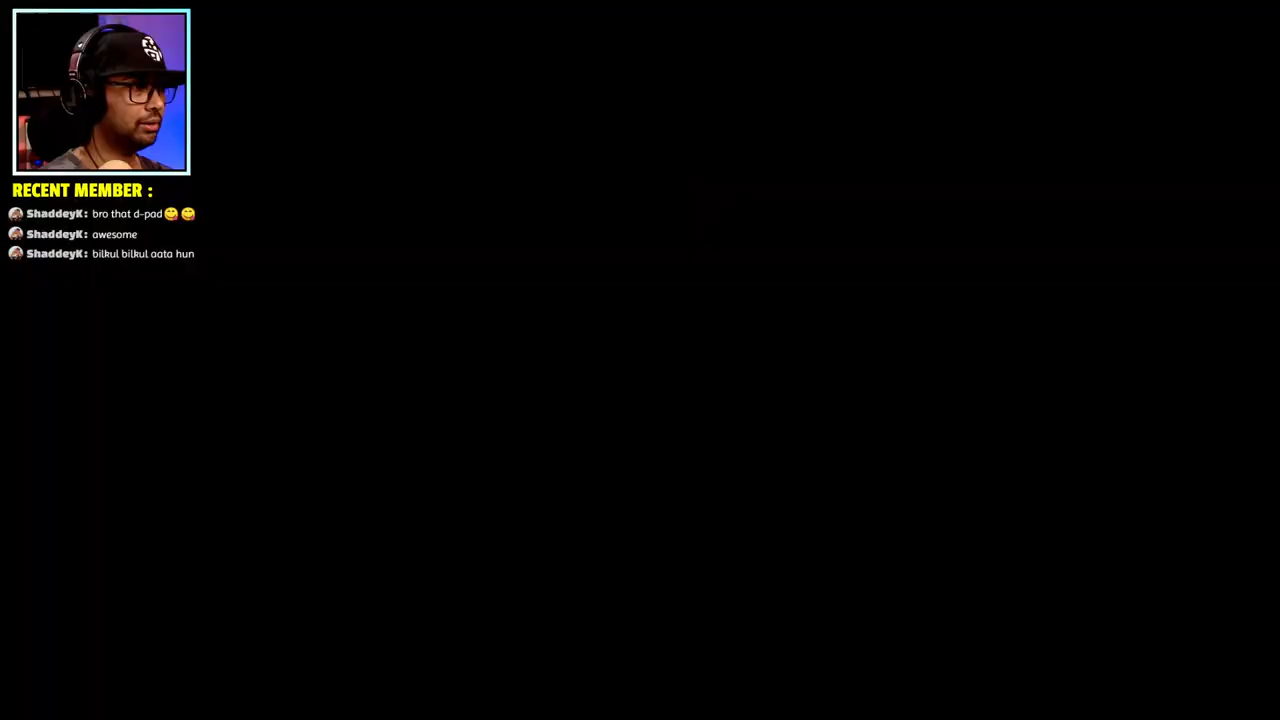 RECENT MEMBER :
ShaddeyK: bro that d-pad😋😋
ShaddeyK: awesome
ShaddeyK: bilkul bilkul aata hun